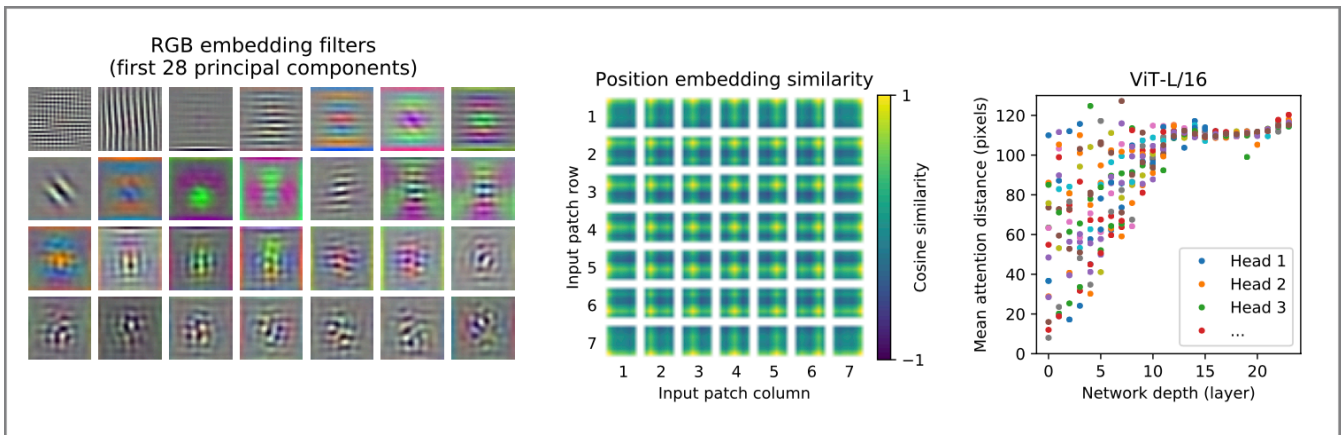 RGB embedding filters
(first 28 principal components)
Position embedding similarity
Input patch row
1
2
3
4
5
6
7
1 2 3 4 5 6 7
Input patch column
1
−1
Cosine similarity
ViT-L/16
Mean attention distance (pixels)
120
100
80
60
40
20
0
0 5 10 15 20
Network depth (layer)
Head 1
Head 2
Head 3
...